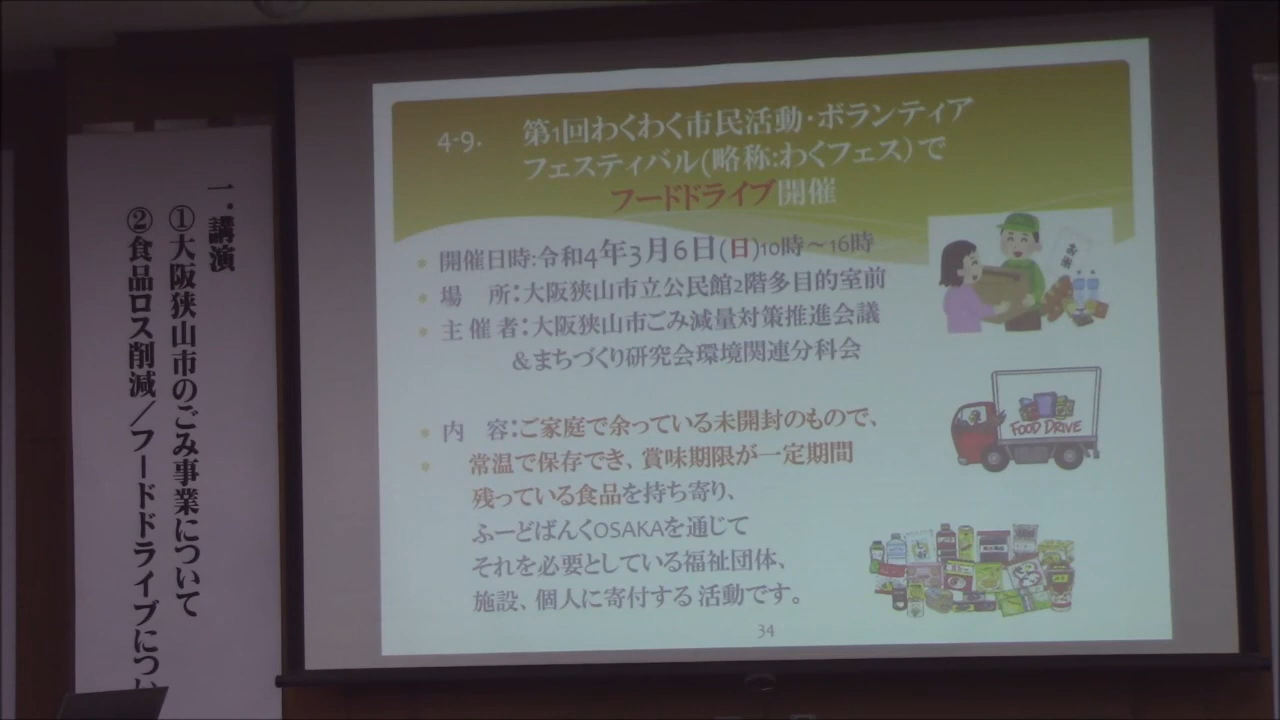 一．講演
①大阪狭山市のごみ事業について
②食品ロス削減／フードドライブについ
4-9. 第1回わくわく市民活動・ボランティア
フェスティバル(略称:わくフェス)で
フードドライブ開催
開催日時:令和4年3月6日(日)10時～16時
場 所：大阪狭山市立公民館2階多目的室前
主催者：大阪狭山市ごみ減量対策推進会議
＆まちづくり研究会環境関連分科会
内 容：ご家庭で余っている未開封のもので、
常温で保存でき、賞味期限が一定期間
残っている食品を持ち寄り、
ふーどばんくOSAKAを通じて
それを必要としている福祉団体、
施設、個人に寄付する 活動です。
お米
FOOD DRIVE
34